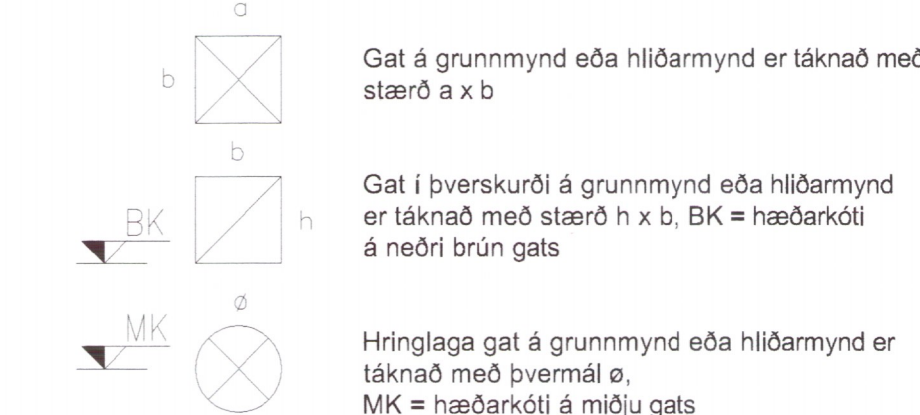 a
b
Gat á grunnmynd eða hliðarmynd er táknað með
stærð a x b
b
h
BK
Gat í þverskurði á grunnmynd eða hliðarmynd
er táknað með stærð h x b, BK = hæðarkóti
á neðri brún gats
ø
MK
Hringlaga gat á grunnmynd eða hliðarmynd er
táknað með þvermál ø,
MK = hæðarkóti á miðju gats